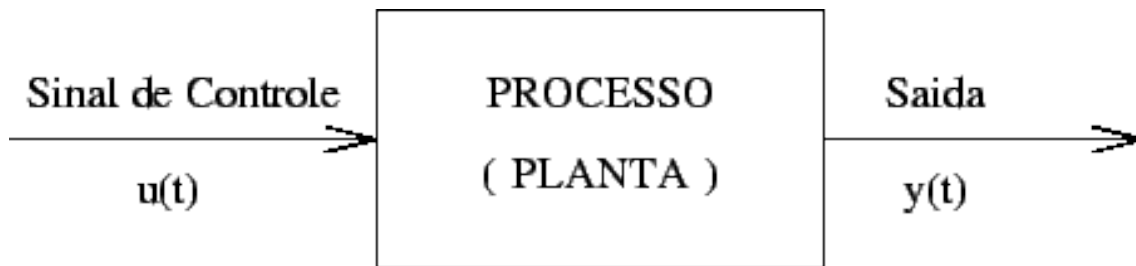 Sinal de Controle
u(t)
PROCESSO
( PLANTA )
Saida
y(t)